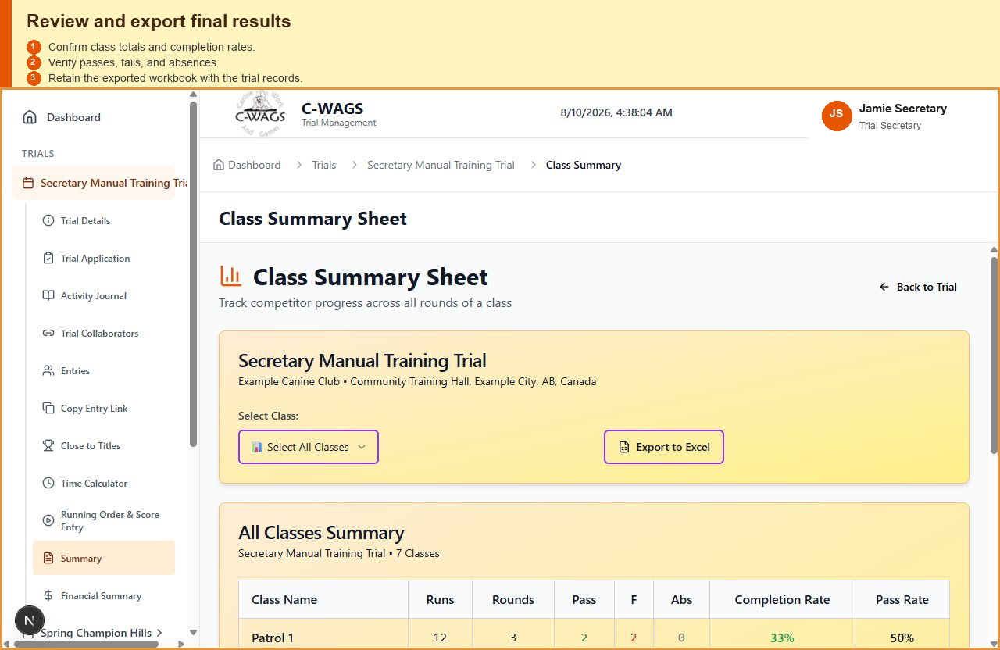 Review and export final results
1 Confirm class totals and completion rates.
2 Verify passes, fails, and absences.
3 Retain the exported workbook with the trial records.
Dashboard
TRIALS
Secretary Manual Training Tria
Trial Details
Trial Application
Activity Journal
Trial Collaborators
Entries
Copy Entry Link
Close to Titles
Time Calculator
Running Order & Score
Entry
Summary
Financial Summary
N
Spring Champion Hills
Canine Work
C-WAGS
And Games
C-WAGS
Trial Management
8/10/2026, 4:38:04 AM
JS
Jamie Secretary
Trial Secretary
Dashboard > Trials > Secretary Manual Training Trial > Class Summary
Class Summary Sheet
Class Summary Sheet
Track competitor progress across all rounds of a class
Back to Trial
Secretary Manual Training Trial
Example Canine Club • Community Training Hall, Example City, AB, Canada
Select Class:
Select All Classes
Export to Excel
All Classes Summary
Secretary Manual Training Trial • 7 Classes
Class Name Runs Rounds Pass F Abs Completion Rate Pass Rate
Patrol 1 12 3 2 2 0 33% 50%